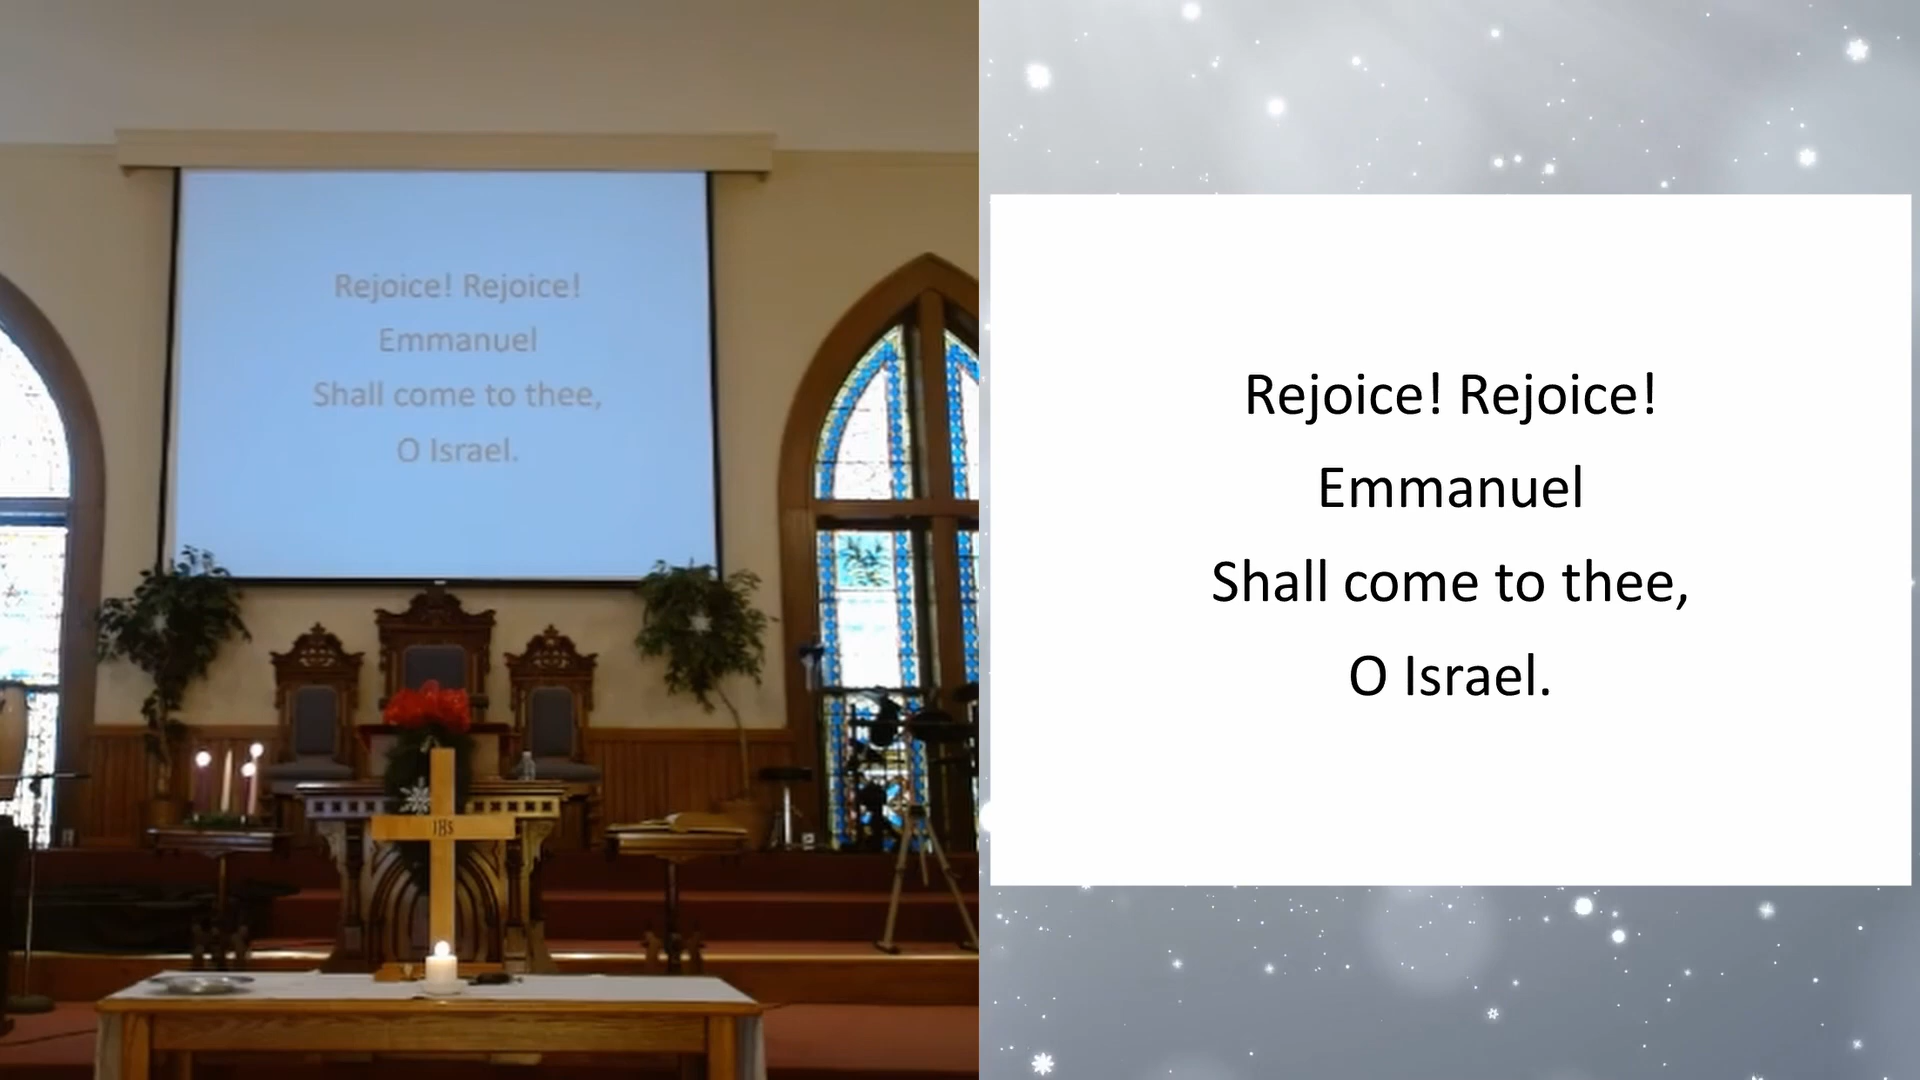 Rejoice! Rejoice!
Emmanuel
Shall come to thee,
O Israel.
IHS
Rejoice! Rejoice!
Emmanuel
Shall come to thee,
O Israel.